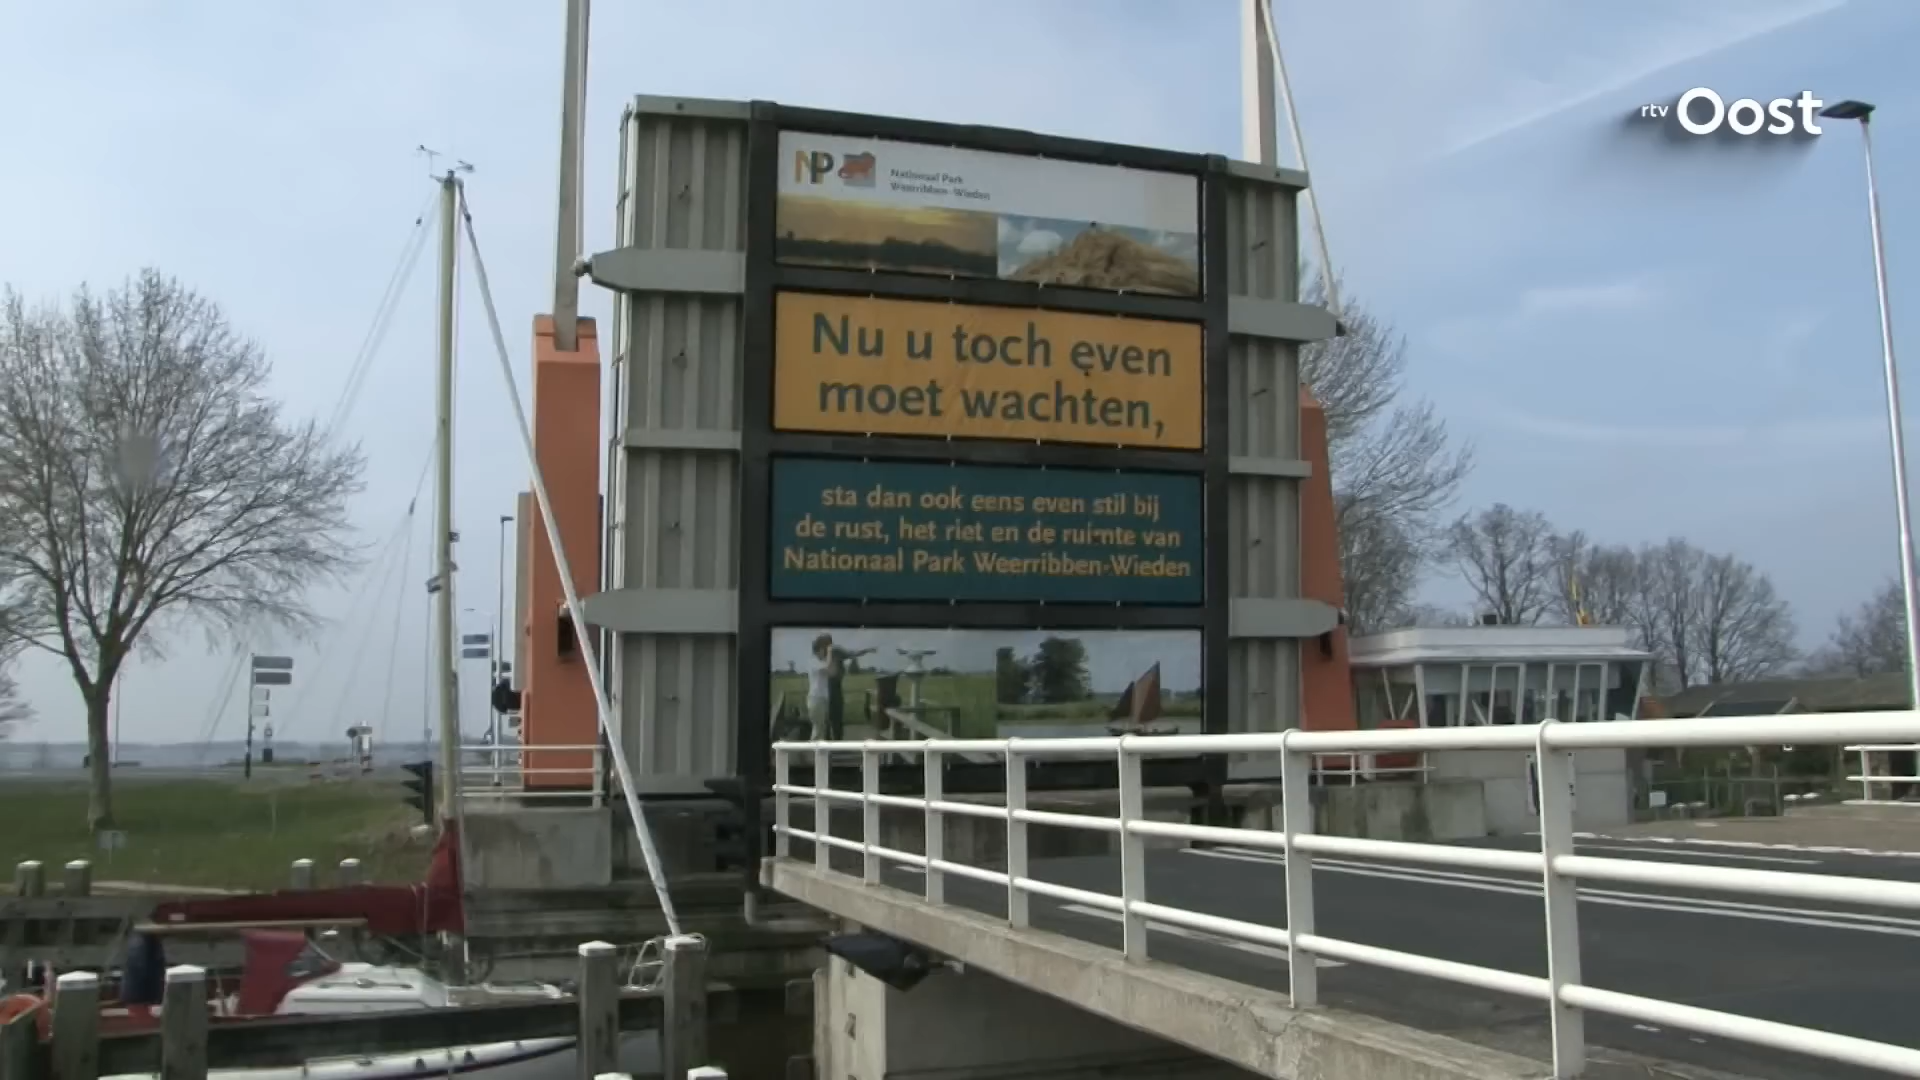 rtv Oost
NP
Nationaal Park
Weerribben-Wieden
Nu u toch even
moet wachten,
sta dan ook eens even stil bij
de rust, het riet en de ruimte van
Nationaal Park Weerribben-Wieden